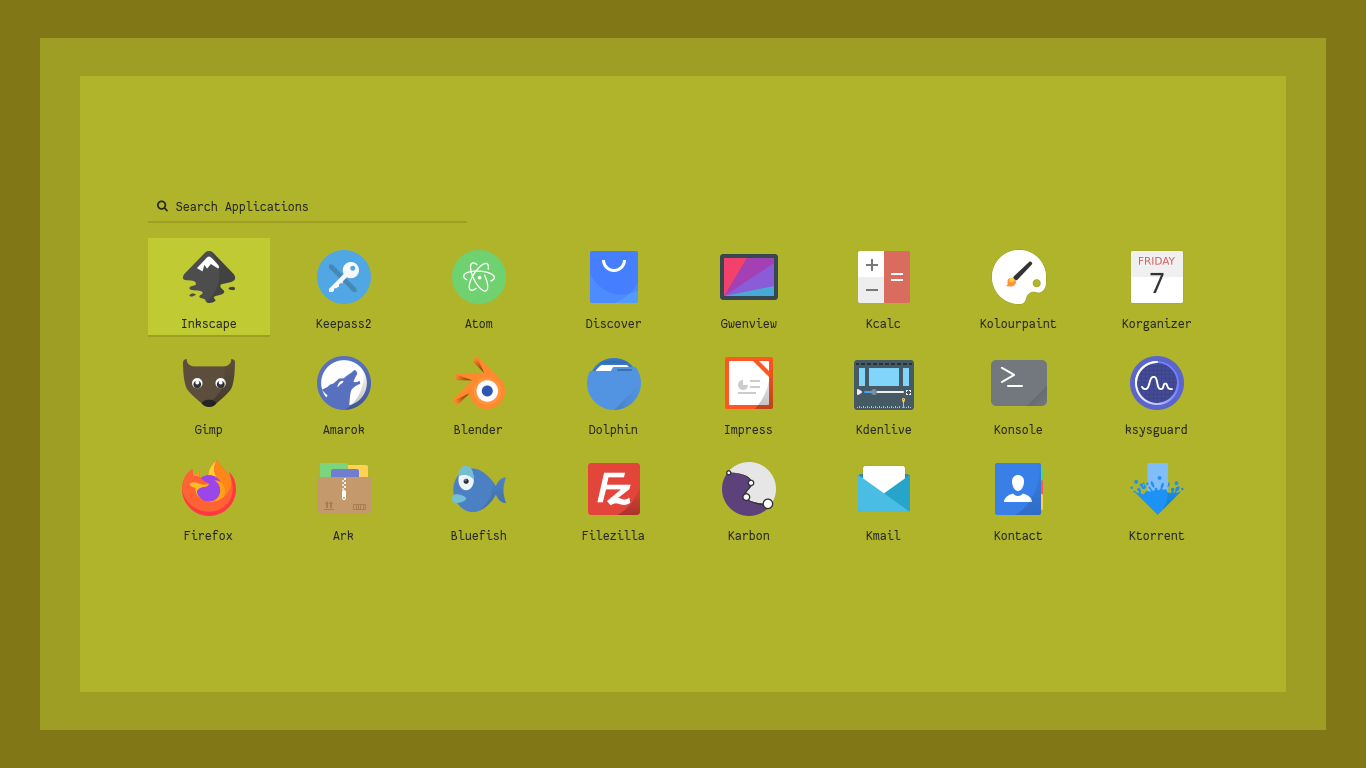 Search Applications
Inkscape Keepass2 Atom Discover Gwenview Kcalc Kolourpaint Korganizer
FRIDAY
7
Gimp Amarok Blender Dolphin Impress Kdenlive Konsole ksysguard
Firefox Ark Bluefish Filezilla Karbon Kmail Kontact Ktorrent
Fz